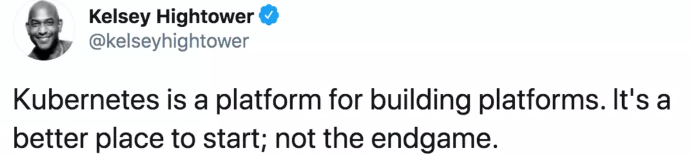 Kelsey Hightower
@kelseyhightower
Kubernetes is a platform for building platforms. It's a
better place to start; not the endgame.